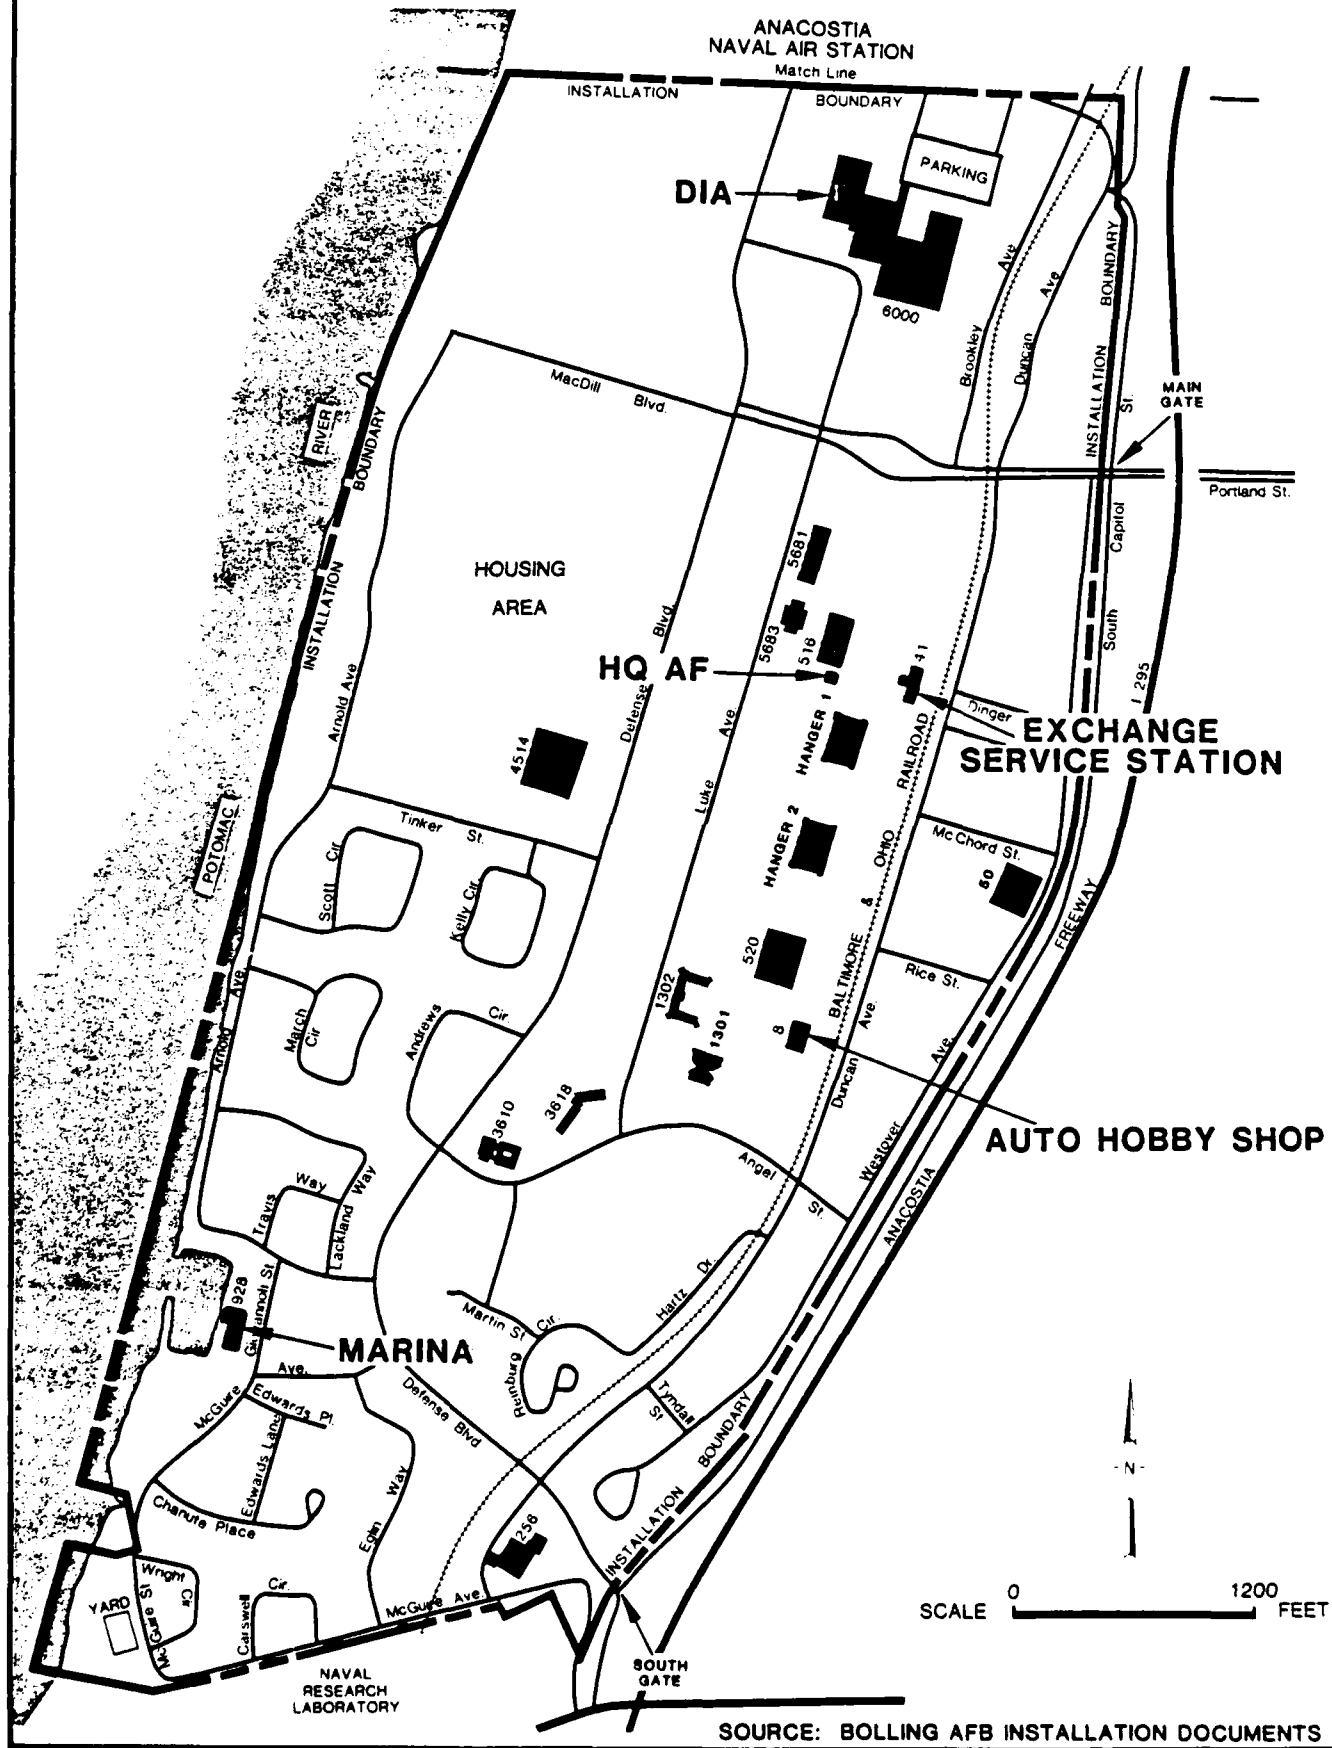 ANACOSTIA
NAVAL AIR STATION
Match Line
INSTALLATION
BOUNDARY
PARKING
DIA
6000
Brookley
Ave
Duncan
Ave
INSTALLATION
BOUNDARY
MAIN
GATE
St.
MacDill
Blvd.
RIVER
BOUNDARY
INSTALLATION
Portland St.
Capitol
South
HOUSING
AREA
5681
5683
516
41
HQ AF
Blvd.
Defense
Arnold Ave
Luke
Ave.
HANGER 1
Dinger
I 295
EXCHANGE
SERVICE STATION
RAILROAD
4514
POTOMAC
Tinker
St.
HANGER 2
OHIO
McChord St.
Scott
Cir
Kelly Cir.
&
50
FREEWAY
520
BALTIMORE
Rice St.
1302
Arnold
Ave.
March
Cir
Andrews
Cir.
1301
8
Ave.
Duncan
Ave.
3618
3610
Westover
AUTO HOBBY SHOP
Angel
St.
ANACOSTIA
Travis
Way
Lackland
Way
928
Giovannoli St
MARINA
Martin St
Cir.
Hartz
Dr.
Reinburg
McGuire
Ave.
Edwards Pl.
Edwards Lane
Defense Blvd
Tyndall
St
BOUNDARY
INSTALLATION
Chanute Place
Eglin
Way
256
- N -
Wright
Cir
YARD
McGuire St
Carswell
Cir.
McGuire Ave.
0
1200
SCALE
FEET
SOUTH
GATE
NAVAL
RESEARCH
LABORATORY
SOURCE: BOLLING AFB INSTALLATION DOCUMENTS